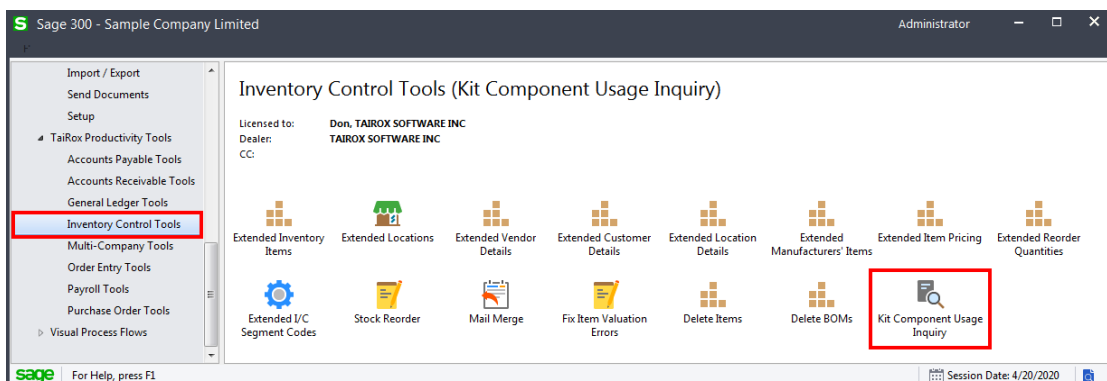 S Sage 300 - Sample Company Limited
Administrator
Import / Export
Send Documents
Setup
TaiRox Productivity Tools
Accounts Payable Tools
Accounts Receivable Tools
General Ledger Tools
Inventory Control Tools
Multi-Company Tools
Order Entry Tools
Payroll Tools
Purchase Order Tools
Visual Process Flows
Inventory Control Tools (Kit Component Usage Inquiry)
Licensed to: Don, TAIROX SOFTWARE INC
Dealer: TAIROX SOFTWARE INC
CC:
Extended Inventory
Items
Extended Locations
Extended Vendor
Details
Extended Customer
Details
Extended Location
Details
Extended
Manufacturers' Items
Extended Item Pricing
Extended Reorder
Quantities
Extended I/C
Segment Codes
Stock Reorder
Mail Merge
Fix Item Valuation
Errors
Delete Items
Delete BOMs
Kit Component Usage
Inquiry
sage For Help, press F1
Session Date: 4/20/2020